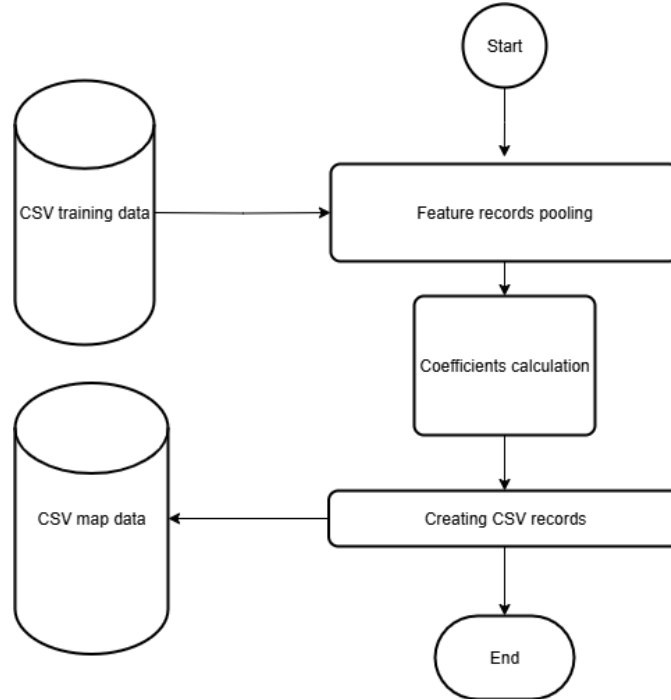 Start
CSV training data
Feature records pooling
Coefficients calculation
CSV map data
Creating CSV records
End